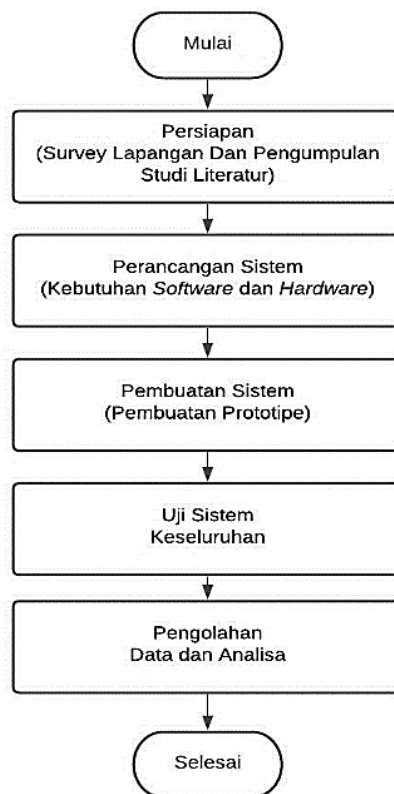 Mulai
Persiapan
(Survey Lapangan Dan Pengumpulan
Studi Literatur)
Perancangan Sistem
(Kebutuhan Software dan Hardware)
Pembuatan Sistem
(Pembuatan Prototipe)
Uji Sistem
Keseluruhan
Pengolahan
Data dan Analisa
Selesai